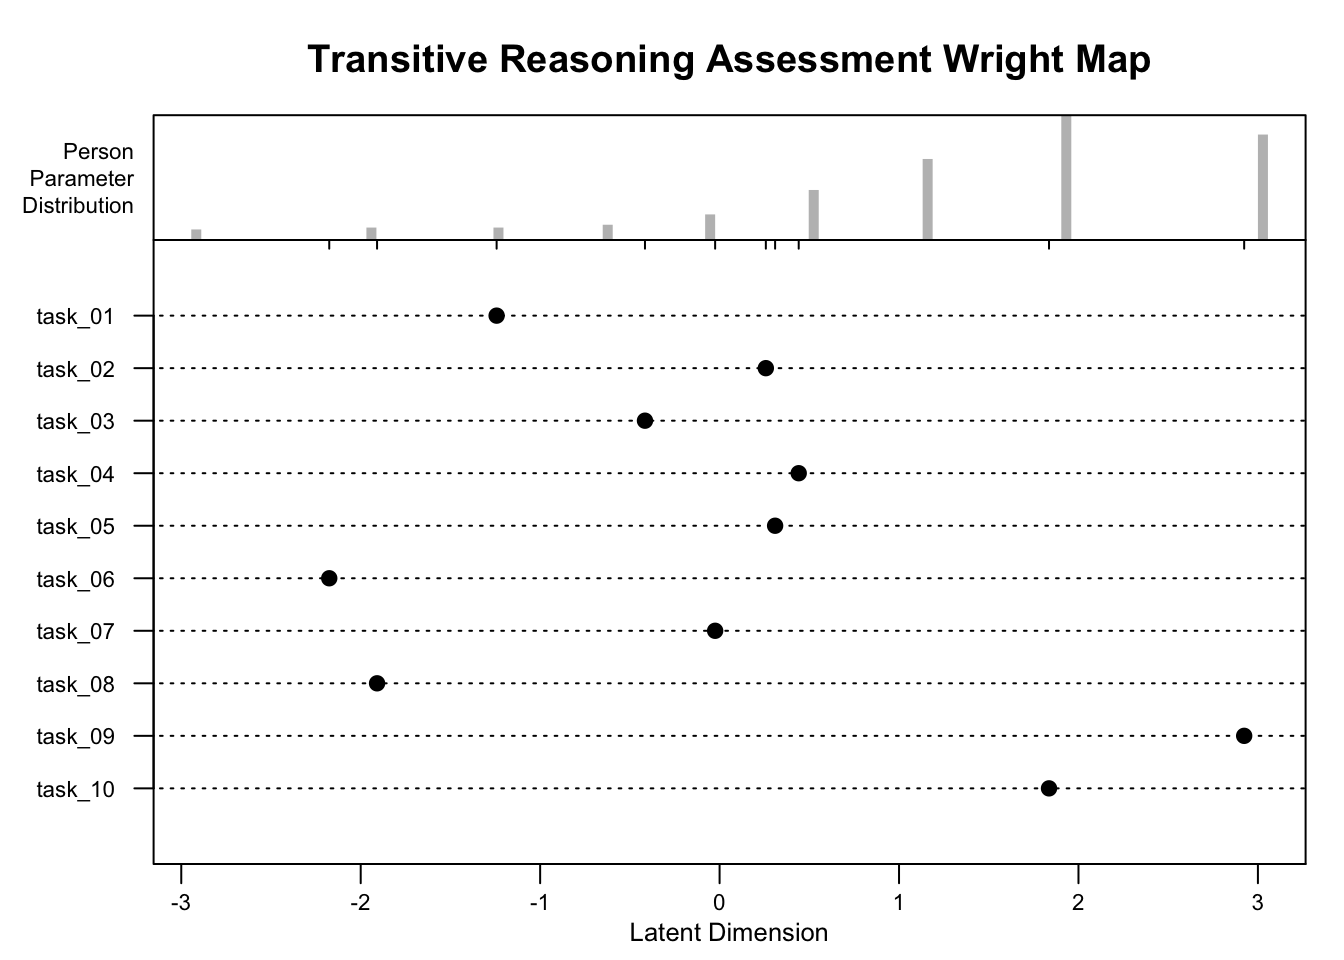 Transitive Reasoning Assessment Wright Map
Person
Parameter
Distribution
task_01
task_02
task_03
task_04
task_05
task_06
task_07
task_08
task_09
task_10
-3 -2 -1 0 1 2 3
Latent Dimension